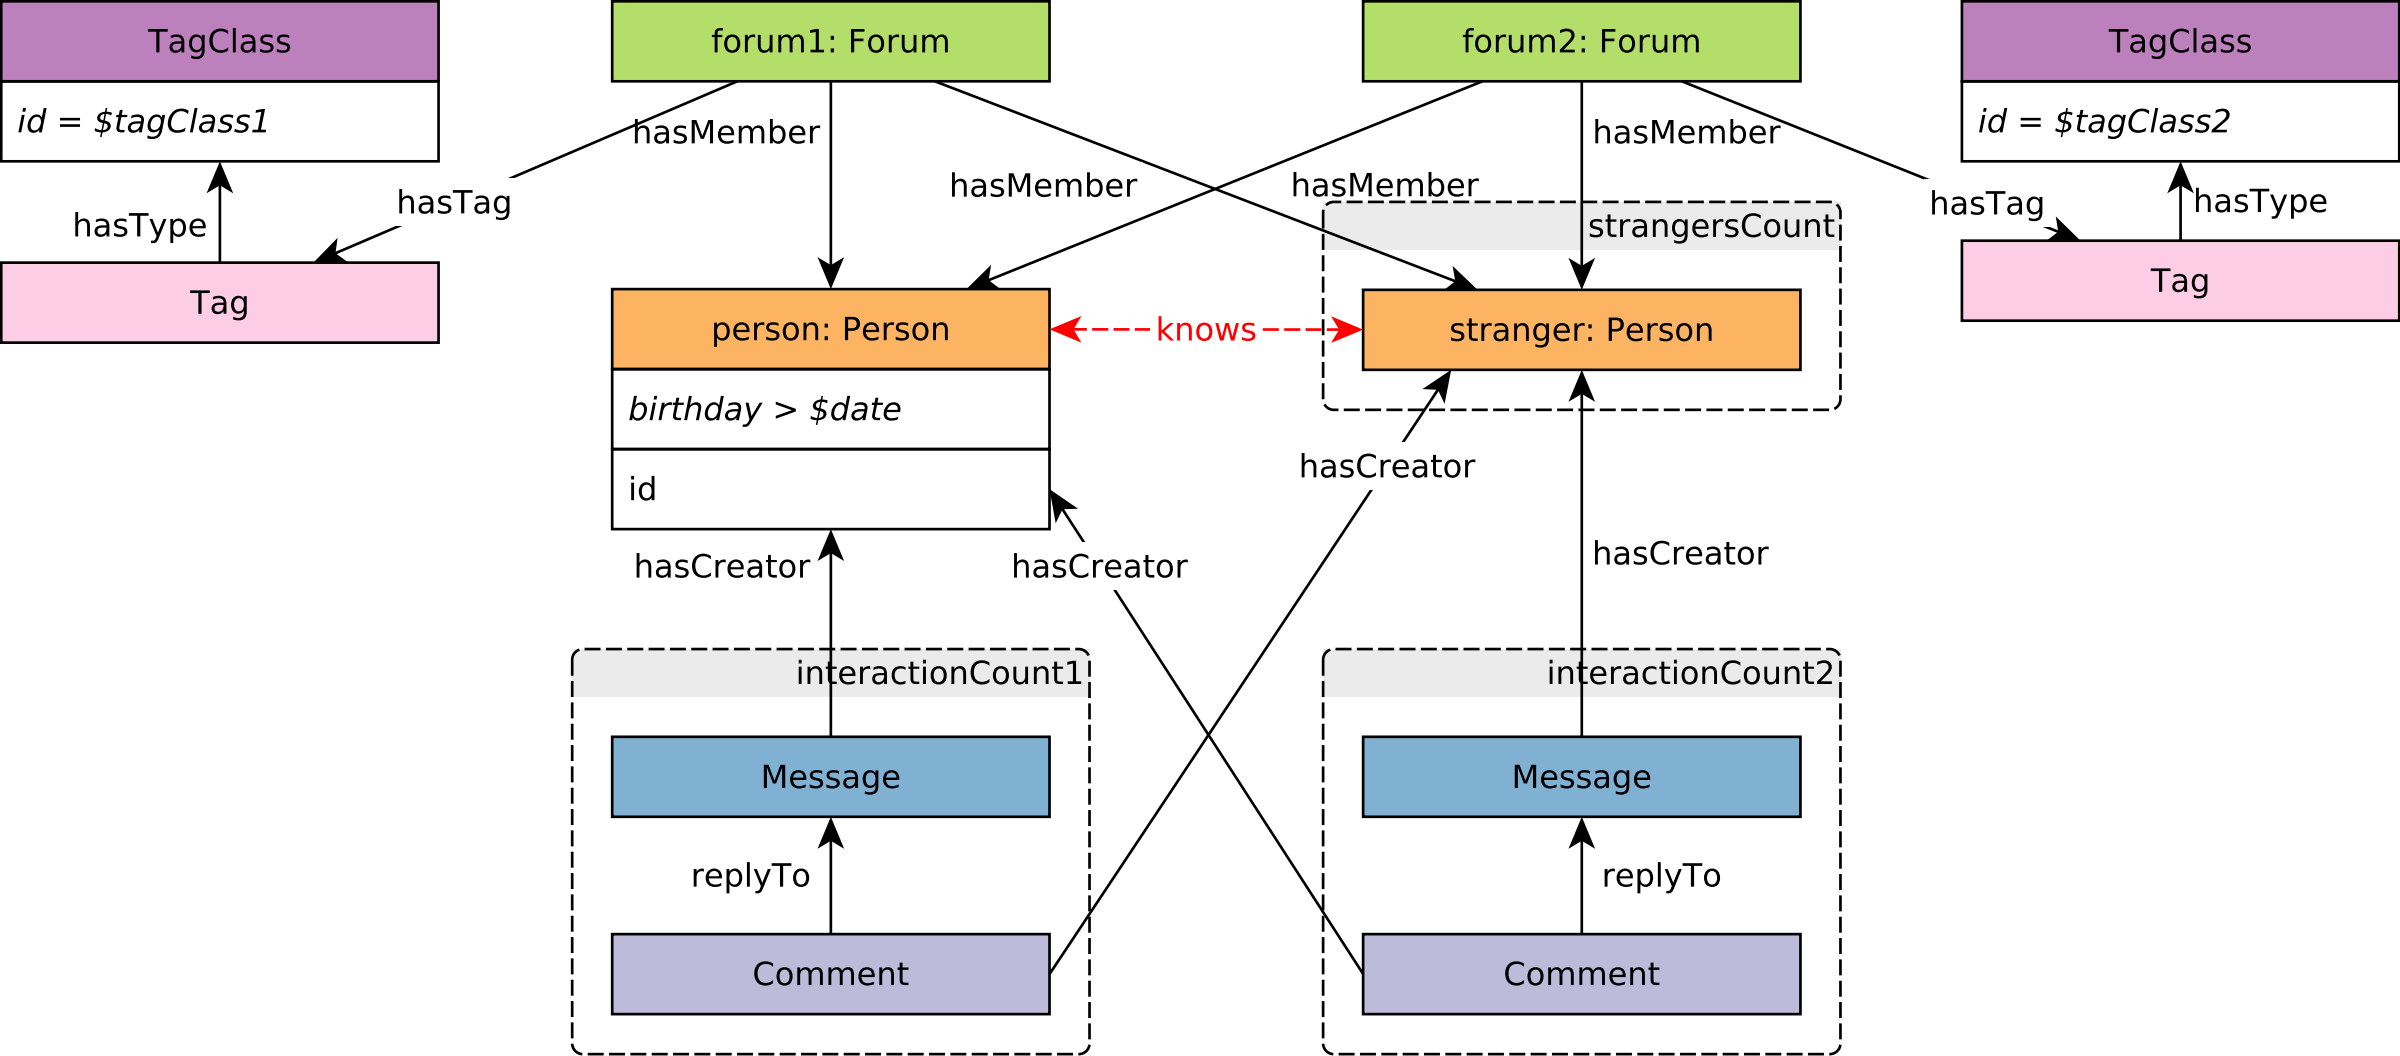 TagClass
forum1: Forum
forum2: Forum
TagClass
id = $tagClass1
id = $tagClass2
hasMember
hasMember
hasMember
hasMember
hasTag
hasTag
hasType
hasType
strangersCount
Tag
Tag
person: Person
knows
stranger: Person
birthday > $date
id
hasCreator
hasCreator
hasCreator
hasCreator
interactionCount1
interactionCount2
Message
Message
replyTo
replyTo
Comment
Comment